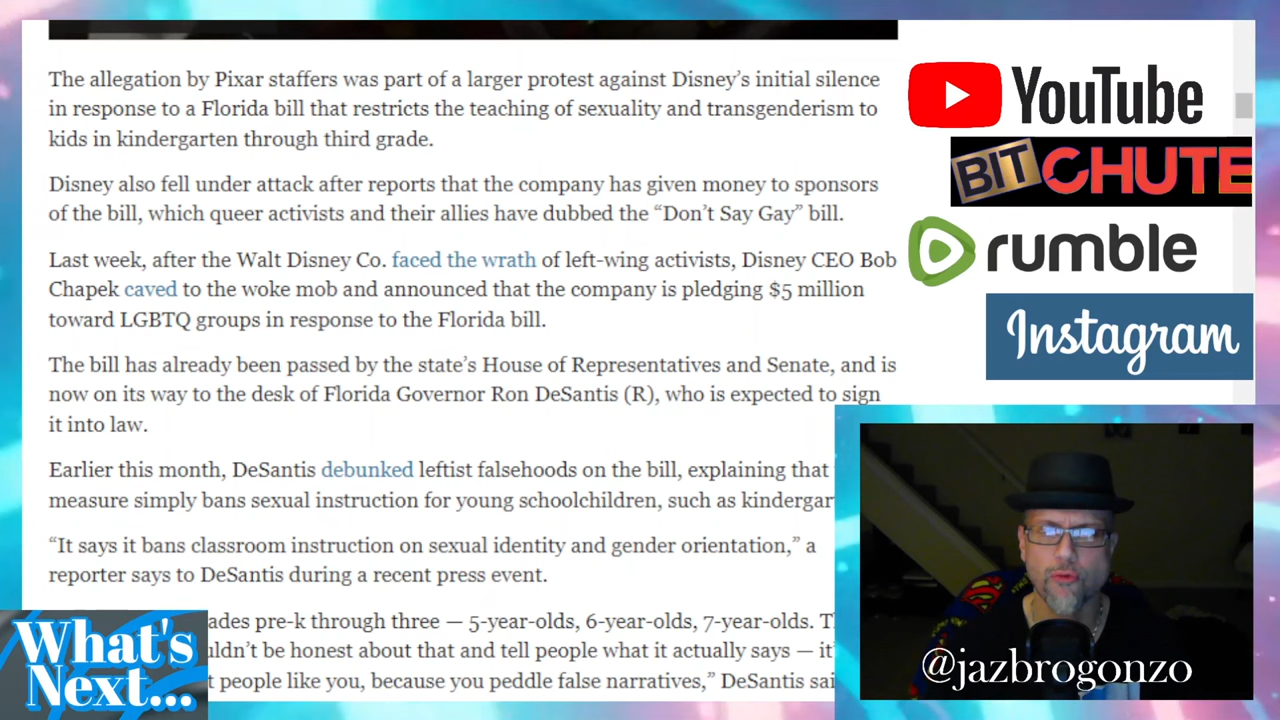 The allegation by Pixar staffers was part of a larger protest against Disney's initial silence
in response to a Florida bill that restricts the teaching of sexuality and transgenderism to
kids in kindergarten through third grade.
Disney also fell under attack after reports that the company has given money to sponsors
of the bill, which queer activists and their allies have dubbed the “Don't Say Gay” bill.
Last week, after the Walt Disney Co. faced the wrath of left-wing activists, Disney CEO Bob
Chapek caved to the woke mob and announced that the company is pledging $5 million
toward LGBTQ groups in response to the Florida bill.
The bill has already been passed by the state's House of Representatives and Senate, and is
now on its way to the desk of Florida Governor Ron DeSantis (R), who is expected to sign
it into law.
Earlier this month, DeSantis debunked leftist falsehoods on the bill, explaining that
measure simply bans sexual instruction for young schoolchildren, such as
“It says it bans classroom instruction on sexual identity and gender orientation,” a
reporter says to DeSantis during a recent press event.
pre-k through three — 5-year-olds, 6-year-olds, 7-year-olds.
be honest about that and tell people what it actually says —
people like you, because you peddle false narratives,” DeSantis
YouTube
BITCHUTE
rumble
Instagram
What's
Next...
@jazbrogonzo